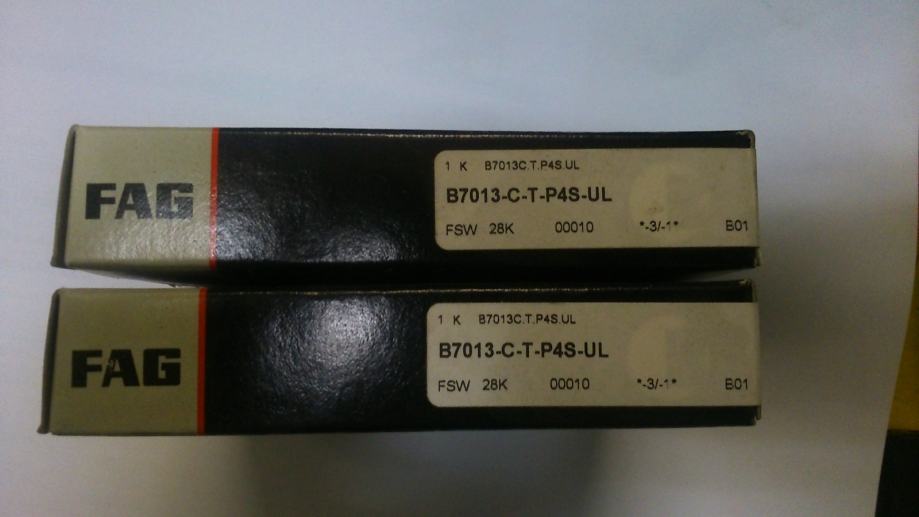 FAG
1 K B7013C.T.P4S.UL
B7013-C-T-P4S-UL
FSW 28K 00010 *-3/-1* B01
FAG
1 K B7013C.T.P4S.UL
B7013-C-T-P4S-UL
FSW 28K 00010 *-3/-1* B01